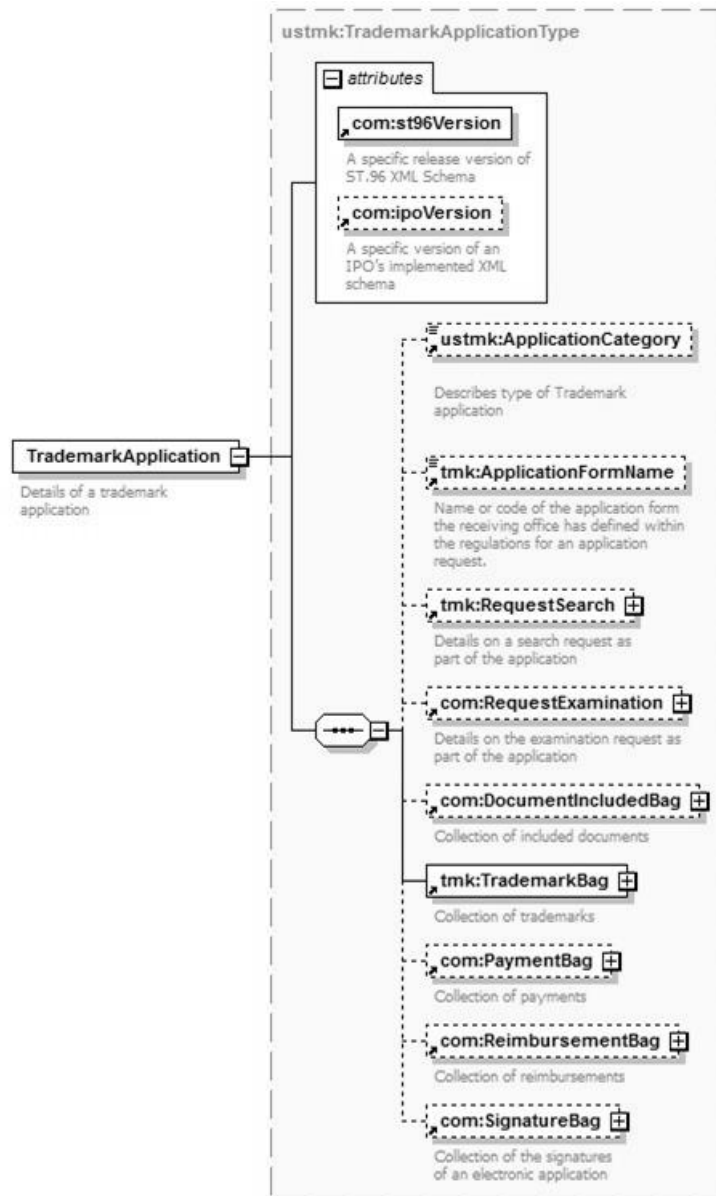 ustmk:TrademarkApplicationType
attributes
com:st96Version
A specific release version of
ST.96 XML Schema
com:ipoVersion
A specific version of an
IPO's implemented XML
schema
ustmk:ApplicationCategory
Describes type of Trademark
application
TrademarkApplication
Details of a trademark
application
tmk:ApplicationFormName
Name or code of the application form
the receiving office has defined within
the regulations for an application
request.
tmk:RequestSearch
Details on a search request as
part of the application
com:RequestExamination
Details on the examination request as
part of the application
com:DocumentIncludedBag
Collection of included documents
tmk:TrademarkBag
Collection of trademarks
com:PaymentBag
Collection of payments
com:ReimbursementBag
Collection of reimbursements
com:SignatureBag
Collection of the signatures
of an electronic application